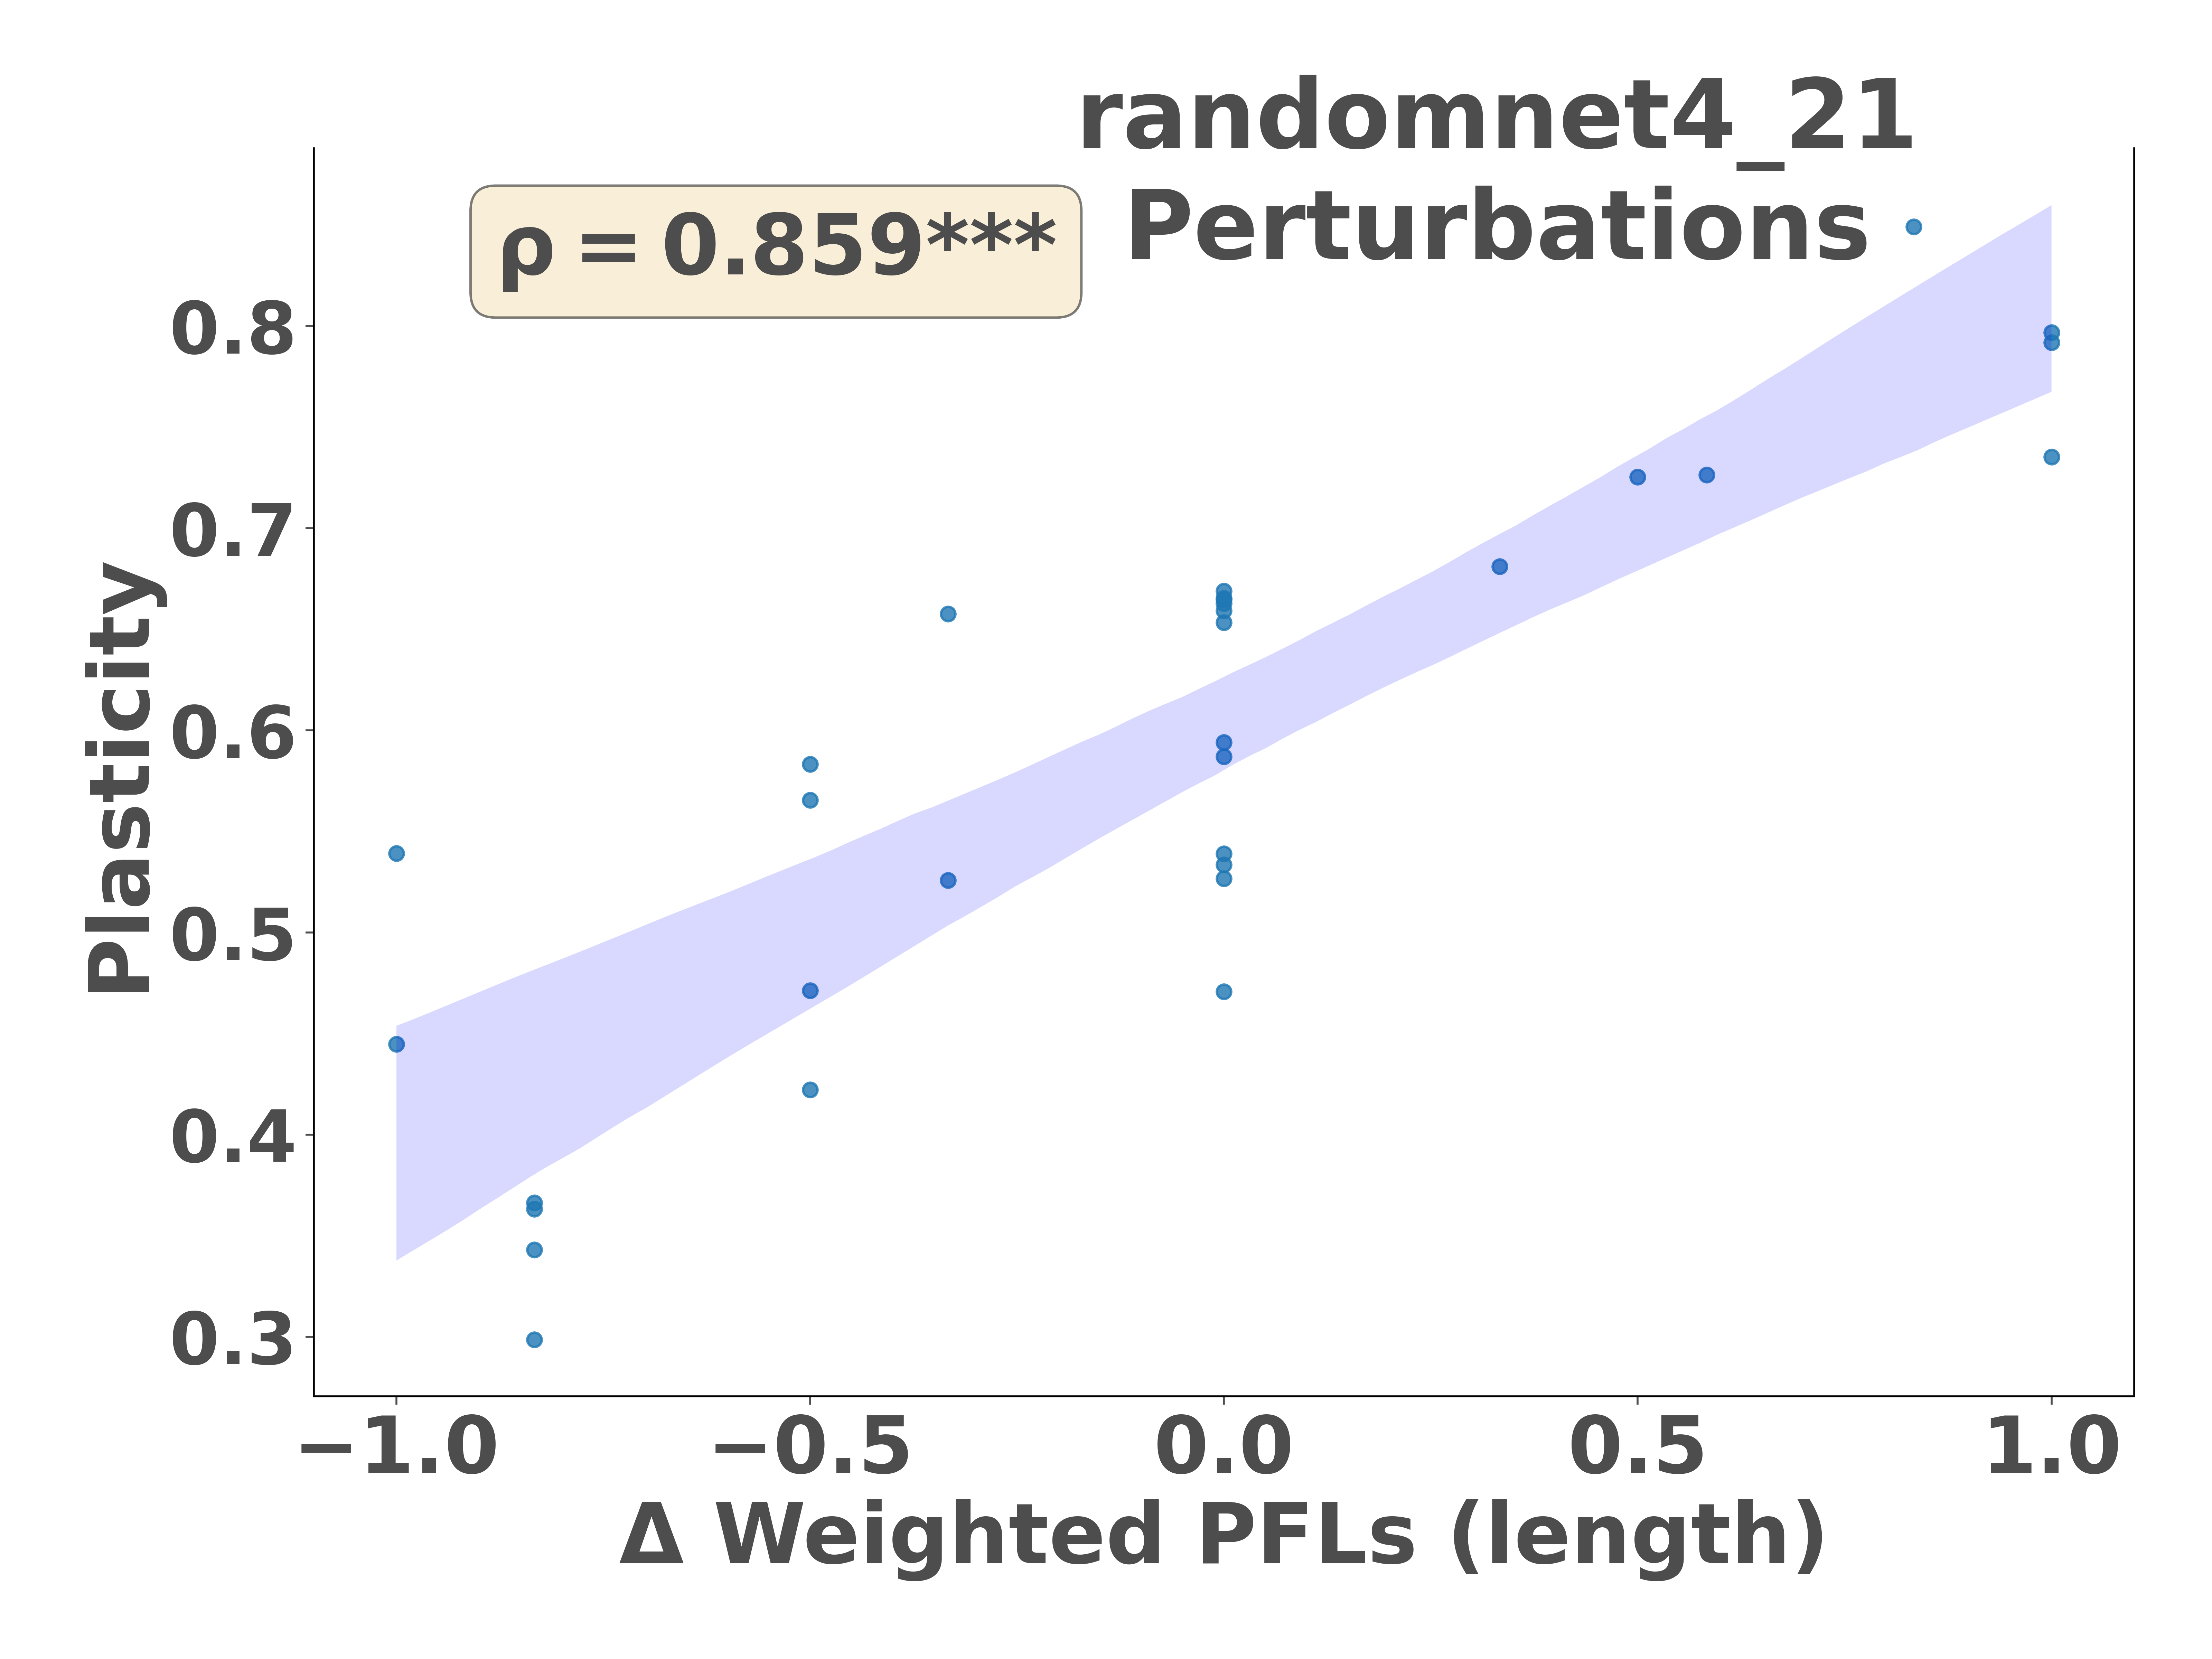 randomnet4_21
Perturbations
ρ = 0.859***
Plasticity
0.8
0.7
0.6
0.5
0.4
0.3
−1.0
−0.5
0.0
0.5
1.0
Δ Weighted PFLs (length)